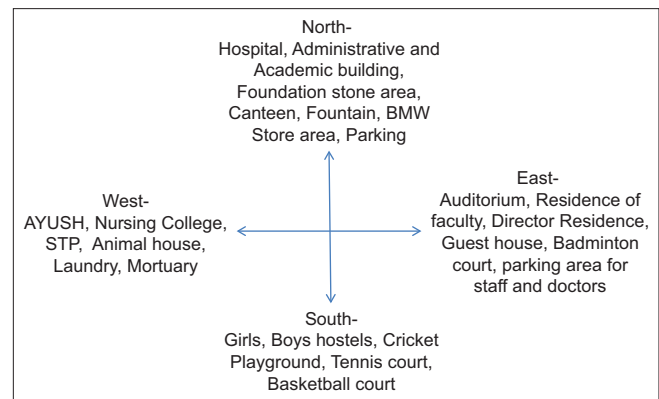 North-
Hospital, Administrative and
Academic building,
Foundation stone area,
Canteen, Fountain, BMW
Store area, Parking
West-
AYUSH, Nursing College,
STP,  Animal house,
Laundry, Mortuary
East-
Auditorium, Residence of
faculty, Director Residence,
Guest house, Badminton
court, parking area for
staff and doctors
South-
Girls, Boys hostels, Cricket
Playground, Tennis court,
Basketball court